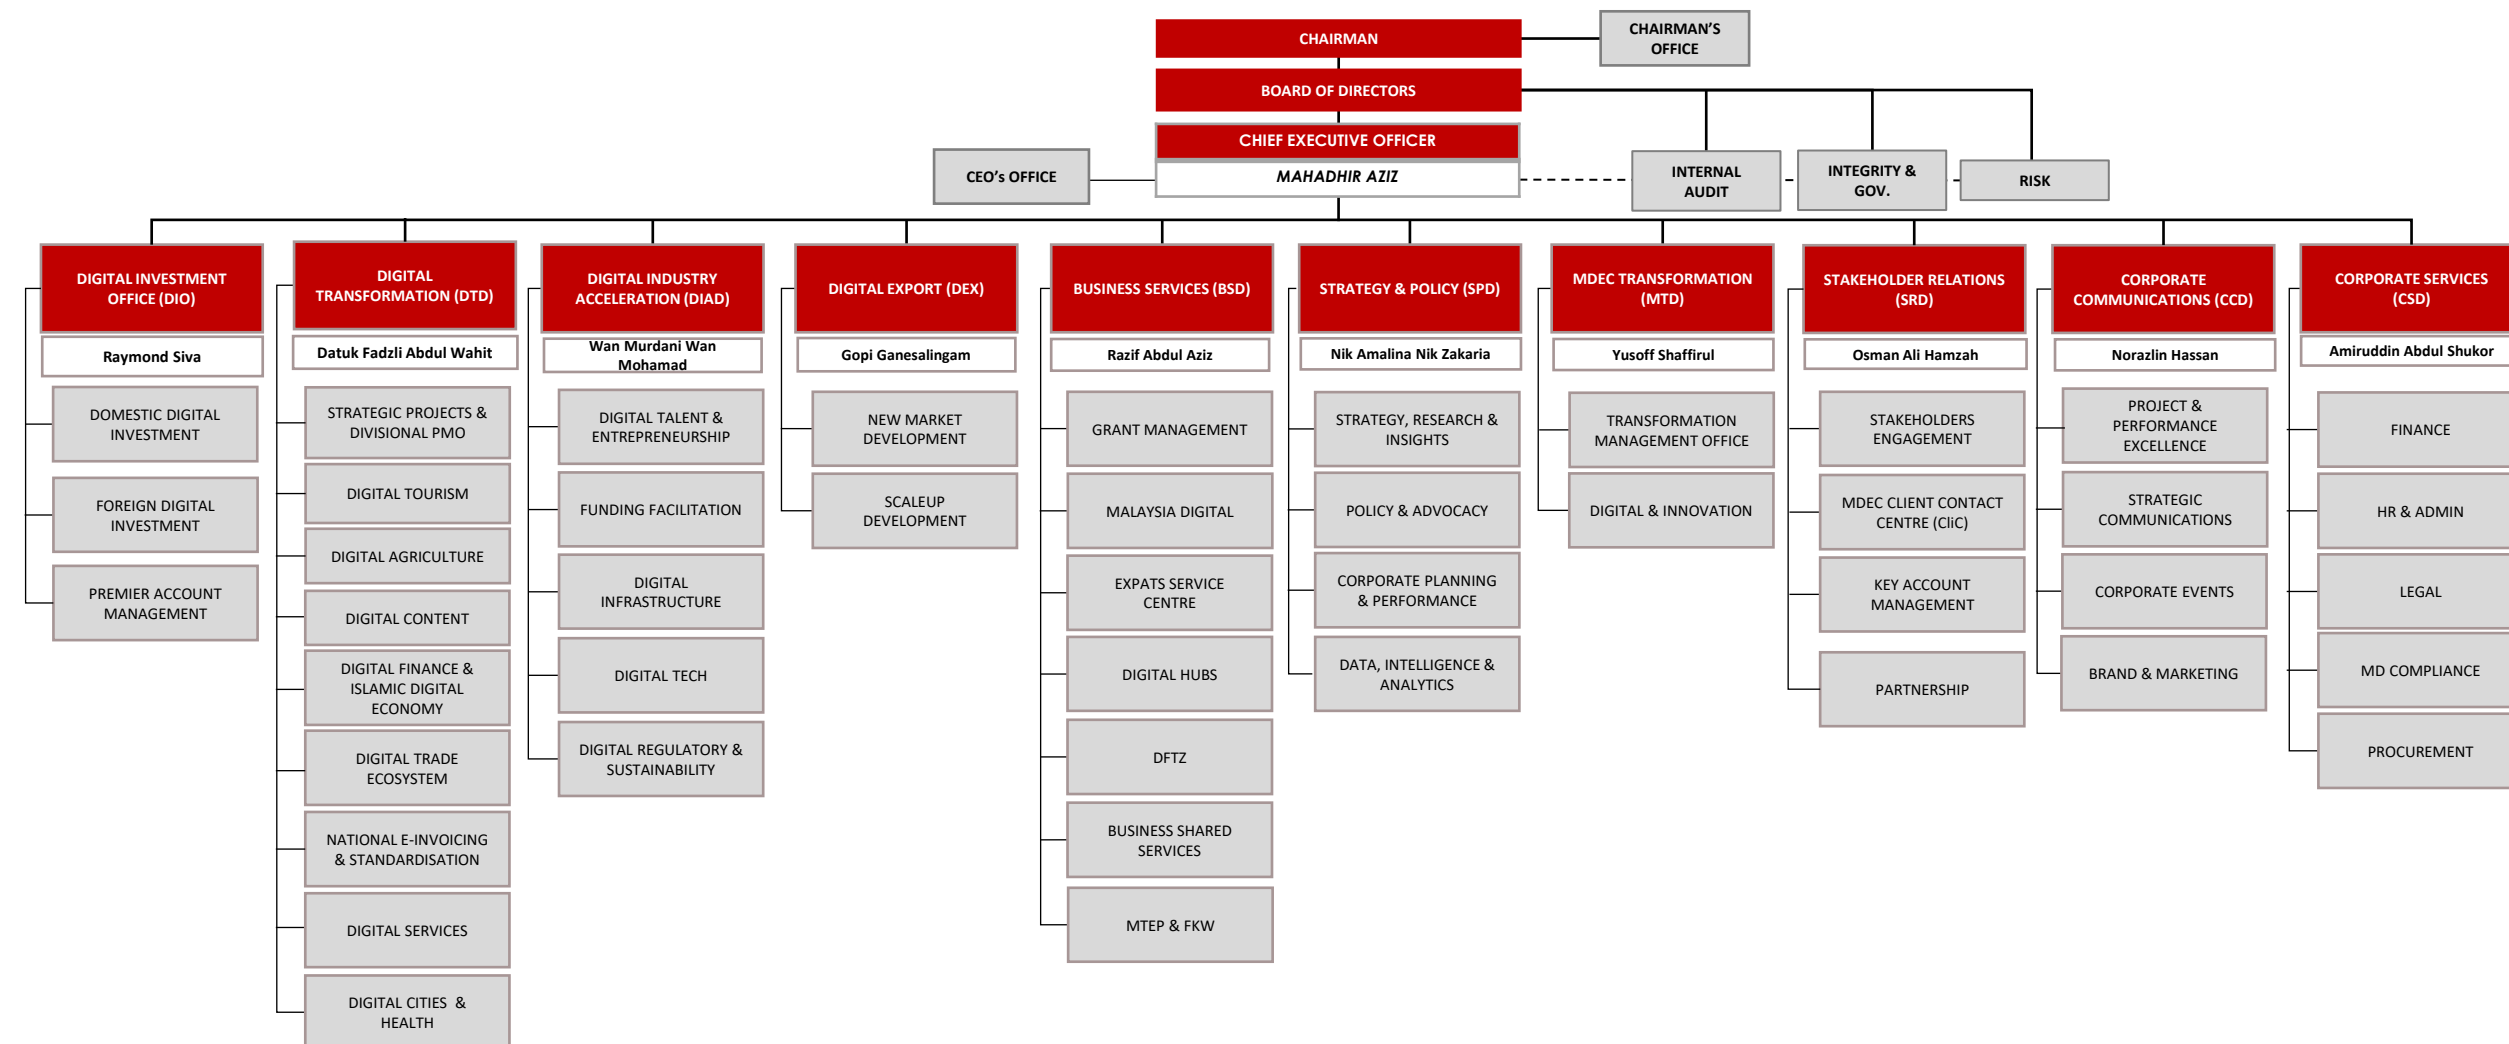 CHAIRMAN
CHAIRMAN'S
OFFICE
BOARD OF DIRECTORS
CHIEF EXECUTIVE OFFICER
MAHADHIR AZIZ
CEO's OFFICE
INTERNAL
AUDIT
INTEGRITY &
GOV.
RISK
DIGITAL INVESTMENT
OFFICE (DIO)
Raymond Siva
DOMESTIC DIGITAL
INVESTMENT
FOREIGN DIGITAL
INVESTMENT
PREMIER ACCOUNT
MANAGEMENT
DIGITAL
TRANSFORMATION (DTD)
Datuk Fadzli Abdul Wahit
STRATEGIC PROJECTS &
DIVISIONAL PMO
DIGITAL TOURISM
DIGITAL AGRICULTURE
DIGITAL CONTENT
DIGITAL FINANCE &
ISLAMIC DIGITAL
ECONOMY
DIGITAL TRADE
ECOSYSTEM
NATIONAL E-INVOICING
& STANDARDISATION
DIGITAL SERVICES
DIGITAL CITIES &
HEALTH
DIGITAL INDUSTRY
ACCELERATION (DIAD)
Wan Murdani Wan
Mohamad
DIGITAL TALENT &
ENTREPRENEURSHIP
FUNDING FACILITATION
DIGITAL
INFRASTRUCTURE
DIGITAL TECH
DIGITAL REGULATORY &
SUSTAINABILITY
DIGITAL EXPORT (DEX)
Gopi Ganesalingam
NEW MARKET
DEVELOPMENT
SCALEUP
DEVELOPMENT
BUSINESS SERVICES (BSD)
Razif Abdul Aziz
GRANT MANAGEMENT
MALAYSIA DIGITAL
EXPATS SERVICE
CENTRE
DIGITAL HUBS
DFTZ
BUSINESS SHARED
SERVICES
MTEP & FKW
STRATEGY & POLICY (SPD)
Nik Amalina Nik Zakaria
STRATEGY, RESEARCH &
INSIGHTS
POLICY & ADVOCACY
CORPORATE PLANNING
& PERFORMANCE
DATA, INTELLIGENCE &
ANALYTICS
MDEC TRANSFORMATION
(MTD)
Yusoff Shaffirul
TRANSFORMATION
MANAGEMENT OFFICE
DIGITAL & INNOVATION
STAKEHOLDER RELATIONS
(SRD)
Osman Ali Hamzah
STAKEHOLDERS
ENGAGEMENT
MDEC CLIENT CONTACT
CENTRE (CliC)
KEY ACCOUNT
MANAGEMENT
PARTNERSHIP
CORPORATE
COMMUNICATIONS (CCD)
Norazlin Hassan
PROJECT &
PERFORMANCE
EXCELLENCE
STRATEGIC
COMMUNICATIONS
CORPORATE EVENTS
BRAND & MARKETING
CORPORATE SERVICES
(CSD)
Amiruddin Abdul Shukor
FINANCE
HR & ADMIN
LEGAL
MD COMPLIANCE
PROCUREMENT